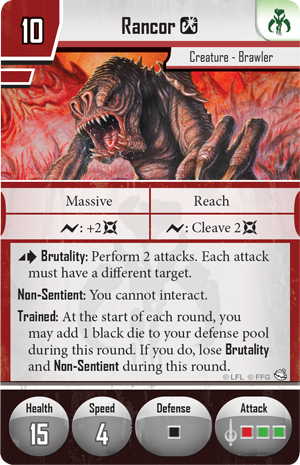 10
Rancor
Creature - Brawler
Massive Reach
: +2 : Cleave 2
Brutality: Perform 2 attacks. Each attack
must have a different target.
Non-Sentient: You cannot interact.
Trained: At the start of each round, you
may add 1 black die to your defense pool
during this round. If you do, lose Brutality
and Non-Sentient during this round.
© LFL © FFG
Health Speed Defense Attack
15 4